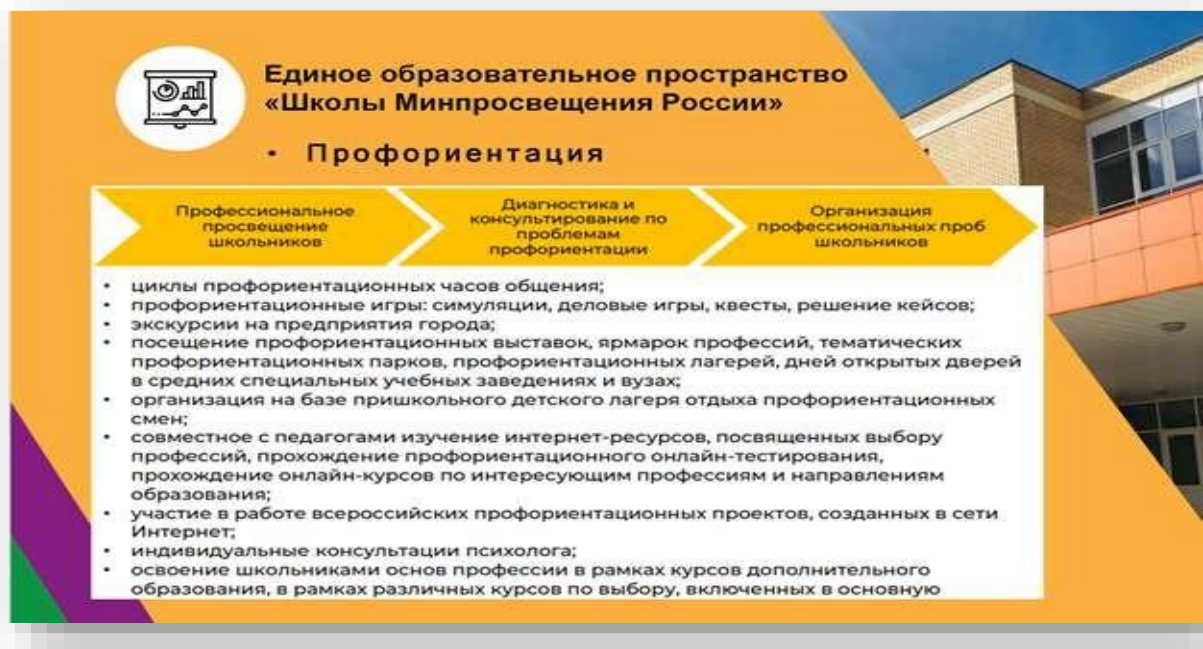 Единое образовательное пространство
«Школы Минпросвещения России»
• Профориентация
Профессиональное
просвещение
школьников
Диагностика и
консультирование по
проблемам
профориентации
Организация
профессиональных проб
школьников
• циклы профориентационных часов общения;
• профориентационные игры: симуляции, деловые игры, квесты, решение кейсов;
• экскурсии на предприятия города;
• посещение профориентационных выставок, ярмарок профессий, тематических
профориентационных парков, профориентационных лагерей, дней открытых дверей
в средних специальных учебных заведениях и вузах;
• организация на базе пришкольного детского лагеря отдыха профориентационных
смен;
• совместное с педагогами изучение интернет-ресурсов, посвященных выбору
профессий, прохождение профориентационного онлайн-тестирования,
прохождение онлайн-курсов по интересующим профессиям и направлениям
образования;
• участие в работе всероссийских профориентационных проектов, созданных в сети
Интернет;
• индивидуальные консультации психолога;
• освоение школьниками основ профессии в рамках курсов дополнительного
образования, в рамках различных курсов по выбору, включенных в основную